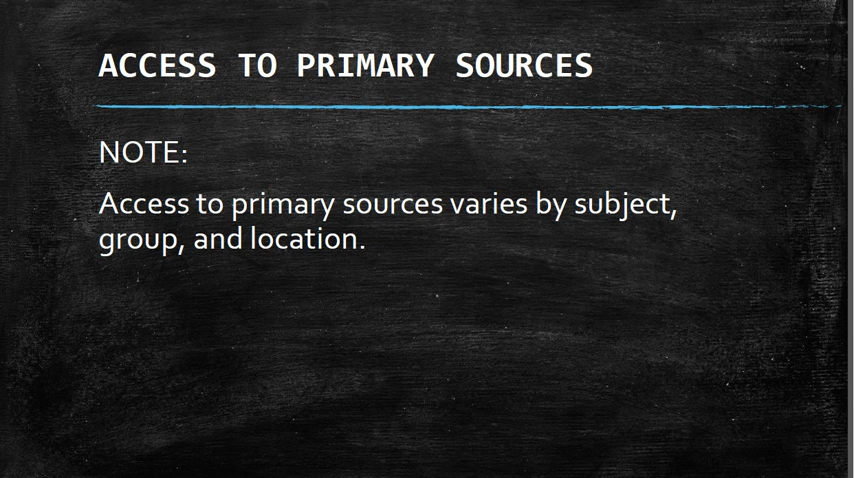 ACCESS TO PRIMARY SOURCES
NOTE:
Access to primary sources varies by subject,
group, and location.